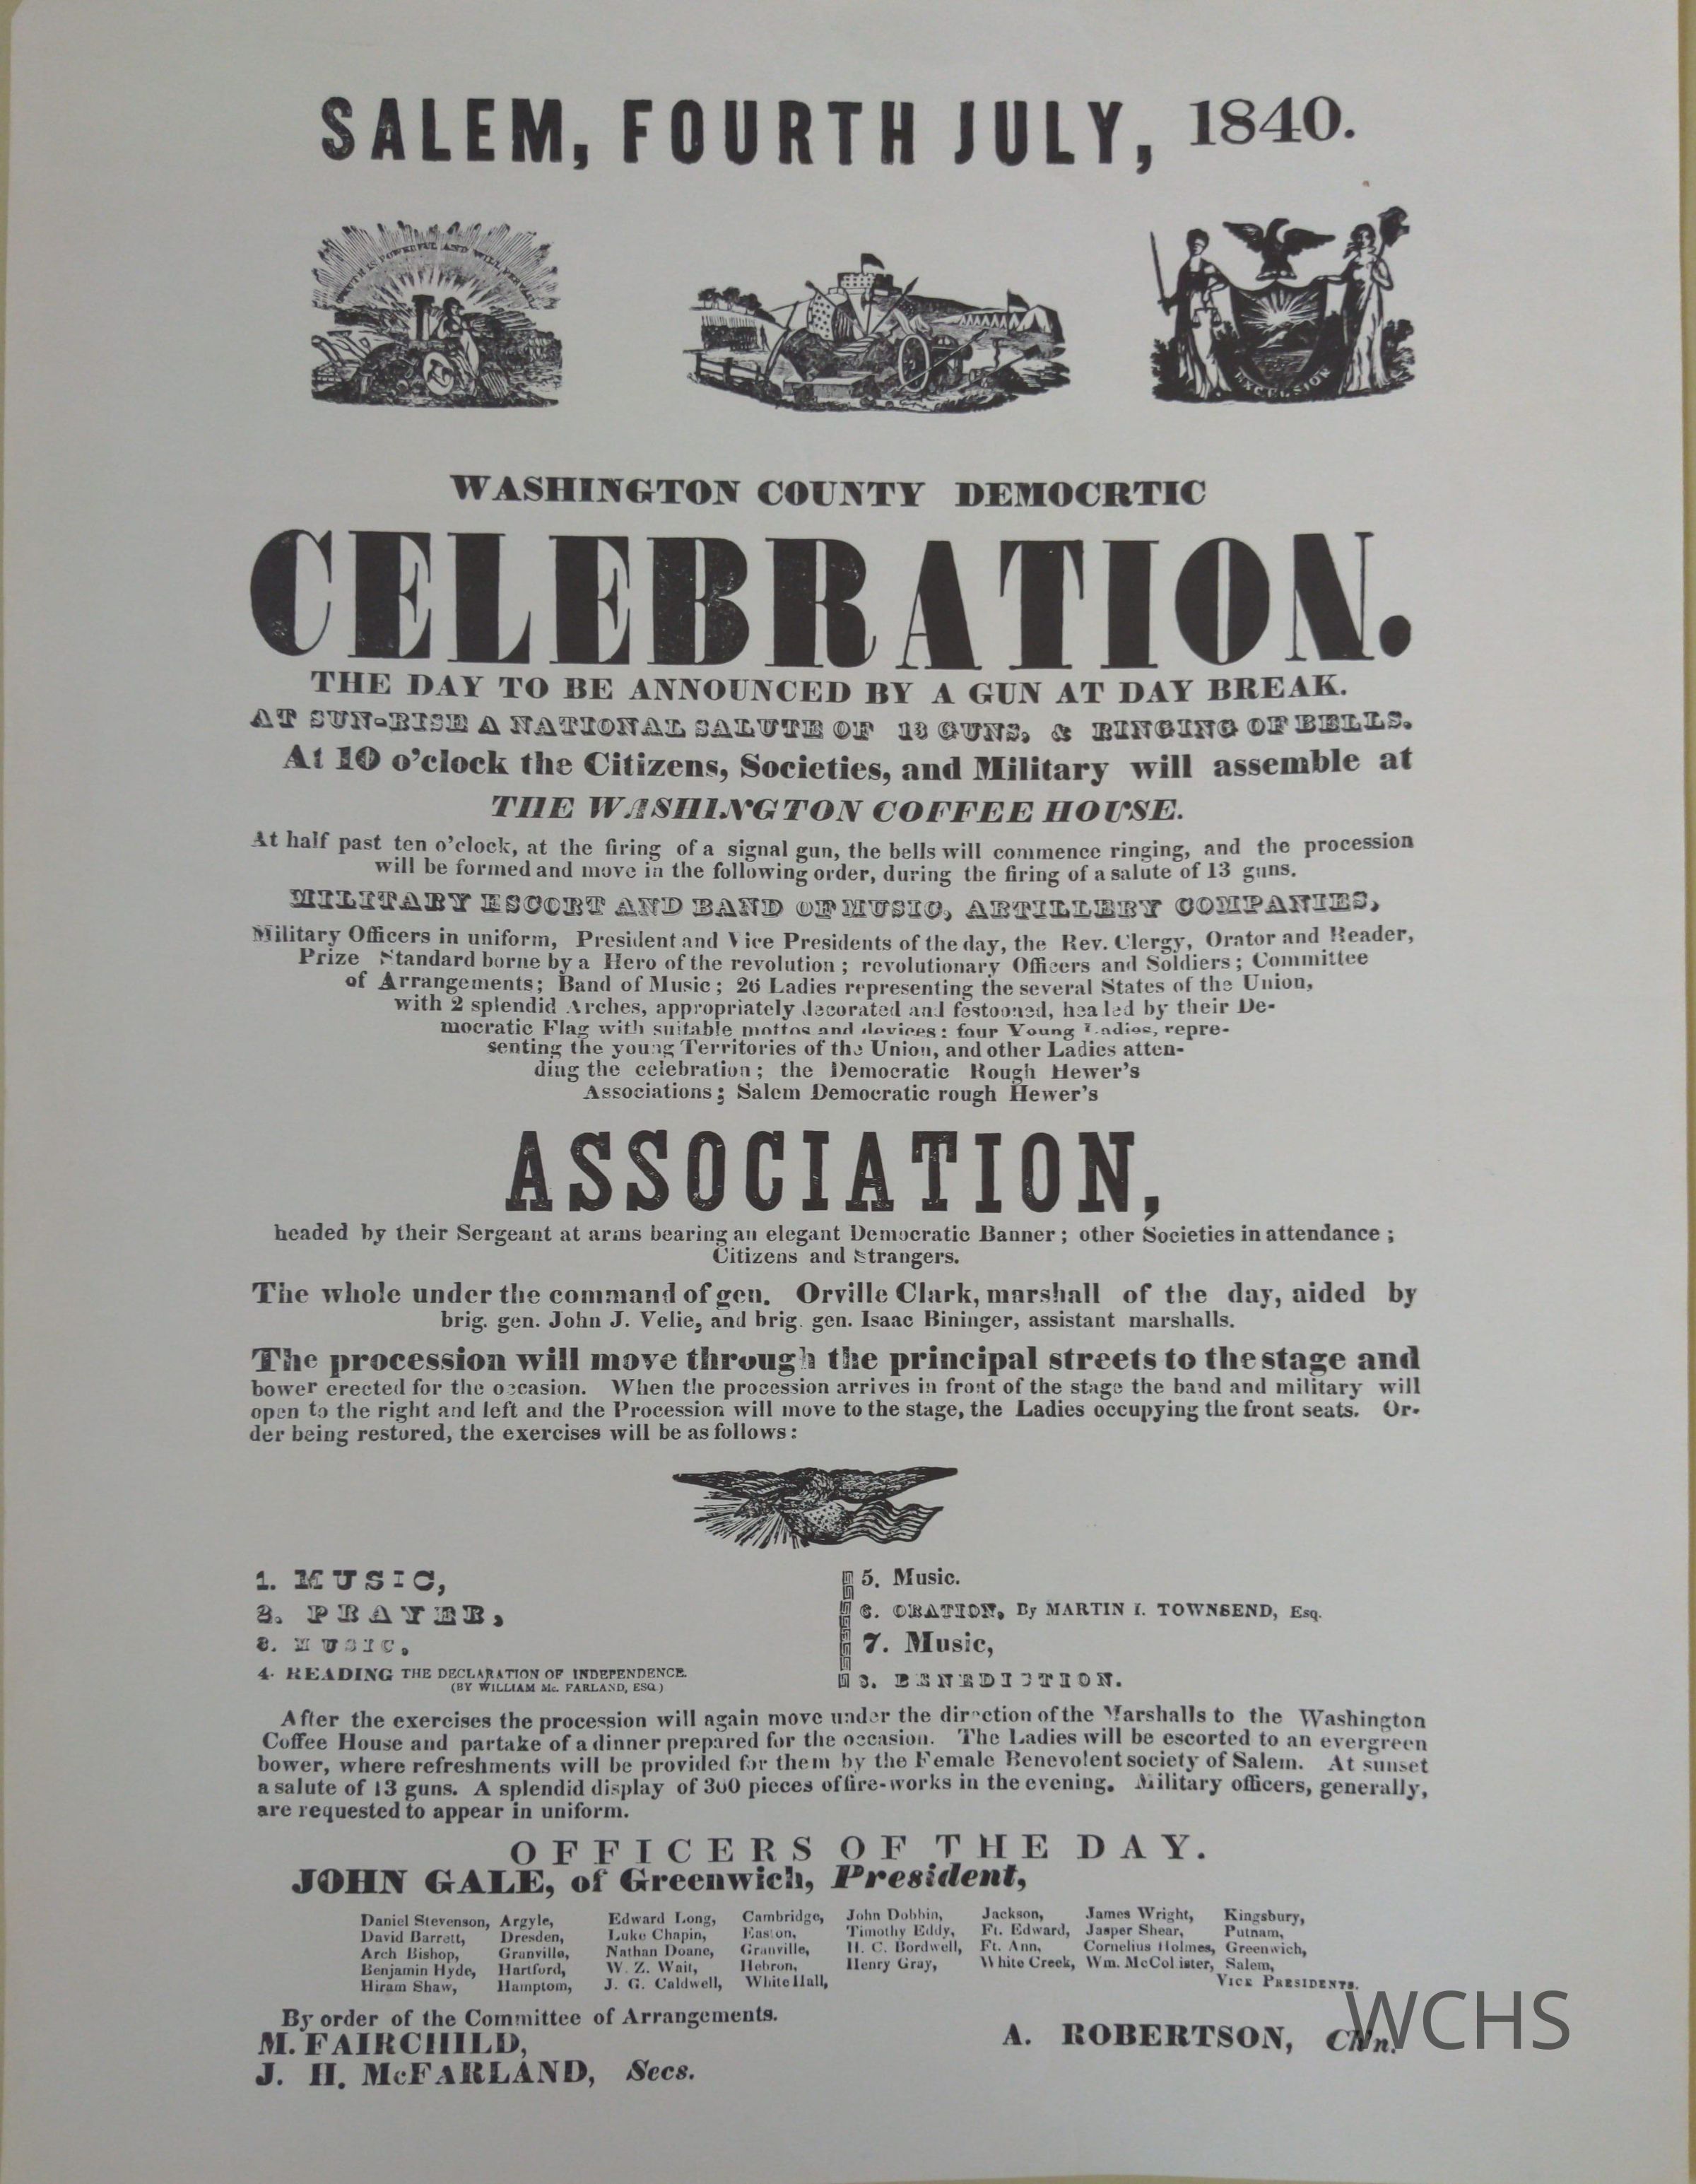 SALEM, FOURTH JULY, 1840.
TRUTH IS POWERFUL AND WILL PREVAIL
EXCELSIOR
WASHINGTON COUNTY DEMOCRTIC
CELEBRATION.
THE DAY TO BE ANNOUNCED BY A GUN AT DAY BREAK.
AT SUN-RISE A NATIONAL SALUTE OF 13 GUNS, & RINGING OF BELLS.
At 10 o'clock the Citizens, Societies, and Military will assemble at
THE WASHINGTON COFFEE HOUSE.
At half past ten o'clock, at the firing of a signal gun, the bells will commence ringing, and the procession
will be formed and move in the following order, during the firing of a salute of 13 guns.
MILITARY ESCORT AND BAND OF MUSIC, ARTILLERY COMPANIES,
Military Officers in uniform, President and Vice Presidents of the day, the Rev. Clergy, Orator and Reader,
Prize Standard borne by a Hero of the revolution; revolutionary Officers and Soldiers; Committee
of Arrangements; Band of Music; 26 Ladies representing the several States of the Union,
with 2 splendid Arches, appropriately decorated and festooned, healed by their De-
mocratic Flag with suitable mottos and devices: four Young Ladies, repre-
senting the young Territories of the Union, and other Ladies atten-
ding the celebration; the Democratic Rough Hewer's
Associations; Salem Democratic rough Hewer's
ASSOCIATION,
headed by their Sergeant at arms bearing an elegant Democratic Banner; other Societies in attendance;
Citizens and Strangers.
The whole under the command of gen. Orville Clark, marshall of the day, aided by
brig. gen. John J. Velie, and brig. gen. Isaac Bininger, assistant marshalls.
The procession will move through the principal streets to the stage and
bower erected for the occasion. When the procession arrives in front of the stage the band and military will
open to the right and left and the Procession will move to the stage, the Ladies occupying the front seats. Or-
der being restored, the exercises will be as follows:
1. MUSIC,
2. PRAYER,
3. MUSIC,
4. READING THE DECLARATION OF INDEPENDENCE.
(BY WILLIAM Mc. FARLAND, ESQ.)
5. Music.
6. ORATION, By MARTIN I. TOWNSEND, Esq.
7. Music,
8. BENEDICTION.
After the exercises the procession will again move under the direction of the Marshalls to the Washington
Coffee House and partake of a dinner prepared for the occasion. The Ladies will be escorted to an evergreen
bower, where refreshments will be provided for them by the Female Benevolent society of Salem. At sunset
a salute of 13 guns. A splendid display of 300 pieces of fire-works in the evening. Military officers, generally,
are requested to appear in uniform.
OFFICERS OF THE DAY.
JOHN GALE, of Greenwich, President,
Daniel Stevenson, Argyle, Edward Long, Cambridge, John Dobbin, Jackson, James Wright, Kingsbury,
David Barrett, Dresden, Luke Chapin, Easton, Timothy Eddy, Ft. Edward, Jasper Shear, Putnam,
Arch Bishop, Granville, Nathan Doane, Granville, H. C. Bordwell, Ft. Ann, Cornelius Holmes, Greenwich,
Benjamin Hyde, Hartford, W. Z. Wait, Hebron, Henry Gray, White Creek, Wm. McCollister, Salem,
Hiram Shaw, Hamptom, J. G. Caldwell, White Hall, VICE PRESIDENTS.
By order of the Committee of Arrangements.
M. FAIRCHILD,
J. H. McFARLAND, Secs.
A. ROBERTSON, Ch'n.
WCHS